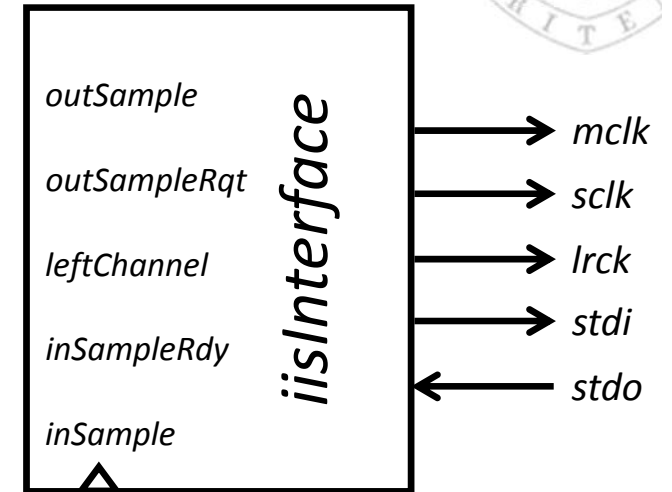 outSample
outSampleRqt
leftChannel
inSampleRdy
inSample
iisInterface
mclk
sclk
lrck
stdi
stdo
R I T E